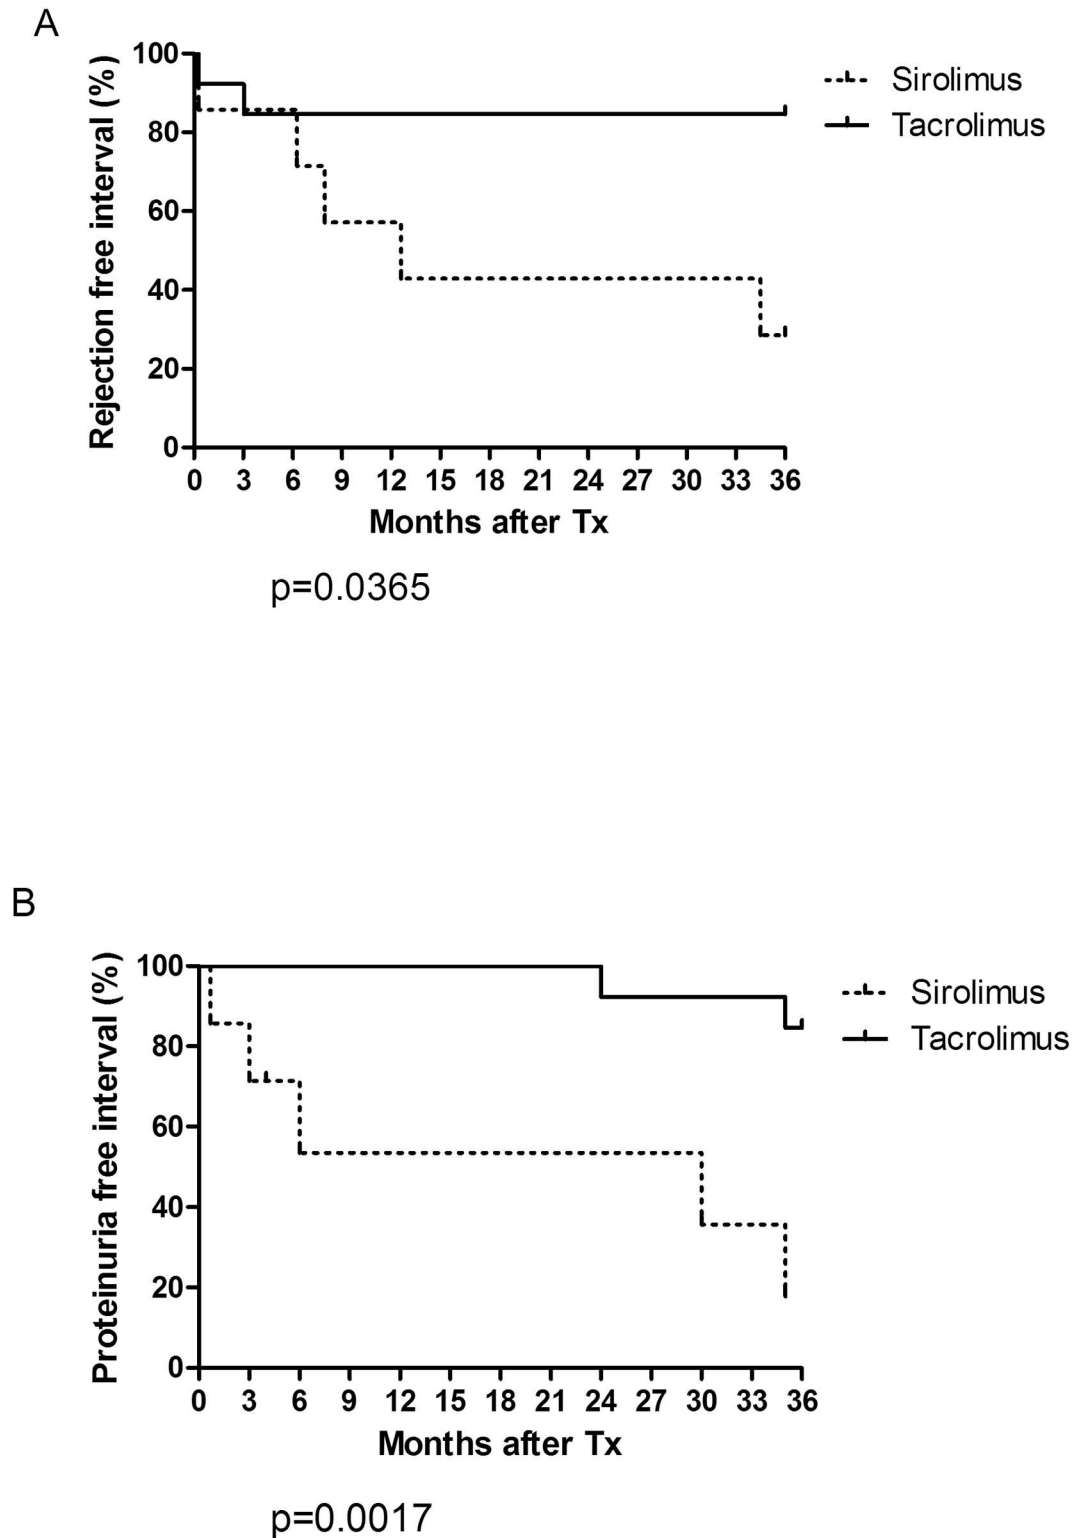 A
Rejection free interval (%)
100
80
60
40
20
0
0 3 6 9 12 15 18 21 24 27 30 33 36
Months after Tx
Sirolimus
Tacrolimus
p=0.0365
B
Proteinuria free interval (%)
100
80
60
40
20
0
0 3 6 9 12 15 18 21 24 27 30 33 36
Months after Tx
Sirolimus
Tacrolimus
p=0.0017